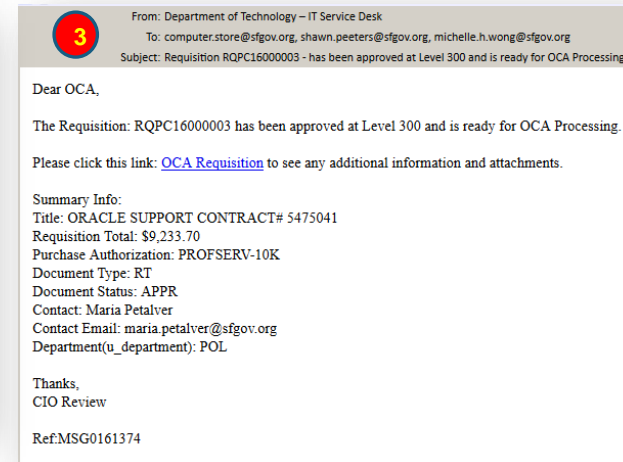 3
From: Department of Technology – IT Service Desk
To: computer.store@sfgov.org, shawn.peeters@sfgov.org, michelle.h.wong@sfgov.org
Subject: Requisition RQPC16000003 - has been approved at Level 300 and is ready for OCA Processing
Dear OCA,
The Requisition: RQPC16000003 has been approved at Level 300 and is ready for OCA Processing.
Please click this link: OCA Requisition to see any additional information and attachments.
Summary Info:
Title: ORACLE SUPPORT CONTRACT# 5475041
Requisition Total: $9,233.70
Purchase Authorization: PROFSERV-10K
Document Type: RT
Document Status: APPR
Contact: Maria Petalver
Contact Email: maria.petalver@sfgov.org
Department(u_department): POL
Thanks,
CIO Review
Ref:MSG0161374